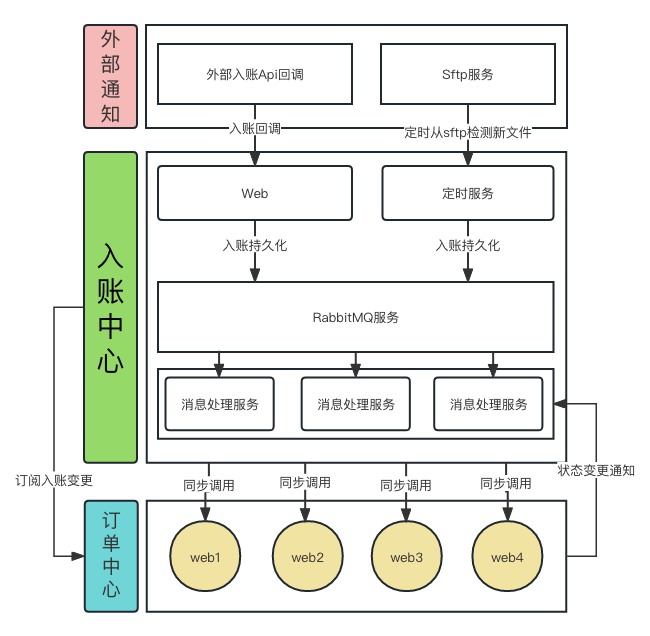 外部通知
外部入账Api回调
Sftp服务
入账回调
定时从sftp检测新文件
入账中心
Web
定时服务
入账持久化
入账持久化
RabbitMQ服务
消息处理服务
消息处理服务
消息处理服务
订阅入账变更
状态变更通知
同步调用
同步调用
同步调用
同步调用
订单中心
web1
web2
web3
web4